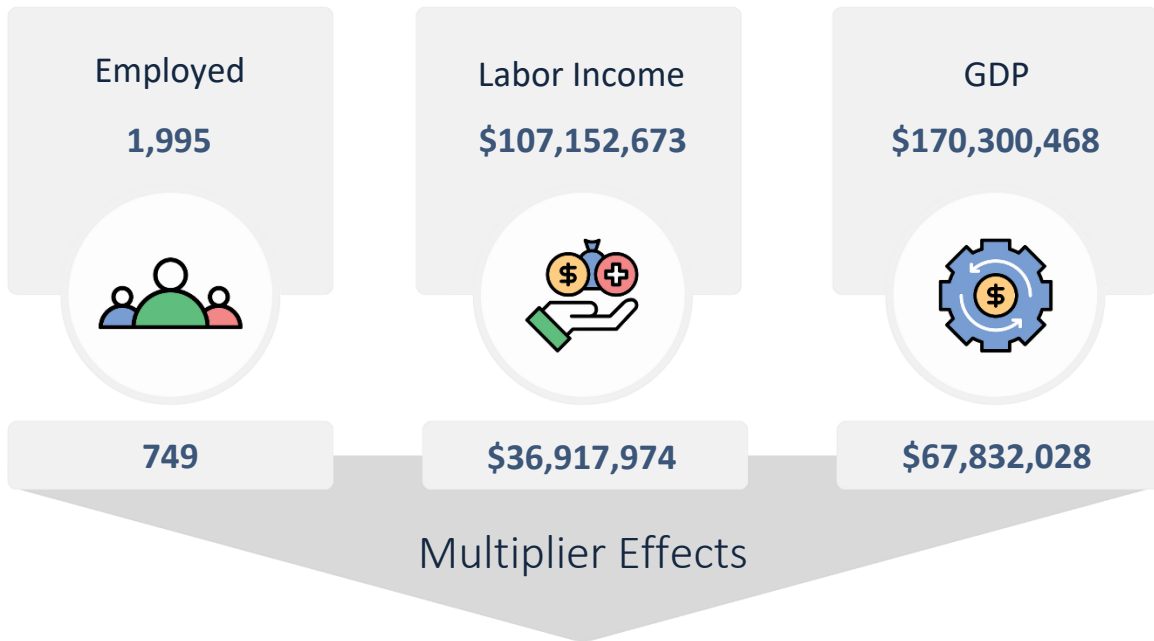 Employed
1,995
Labor Income
$107,152,673
GDP
$170,300,468
$
$
749
$36,917,974
$67,832,028
Multiplier Effects